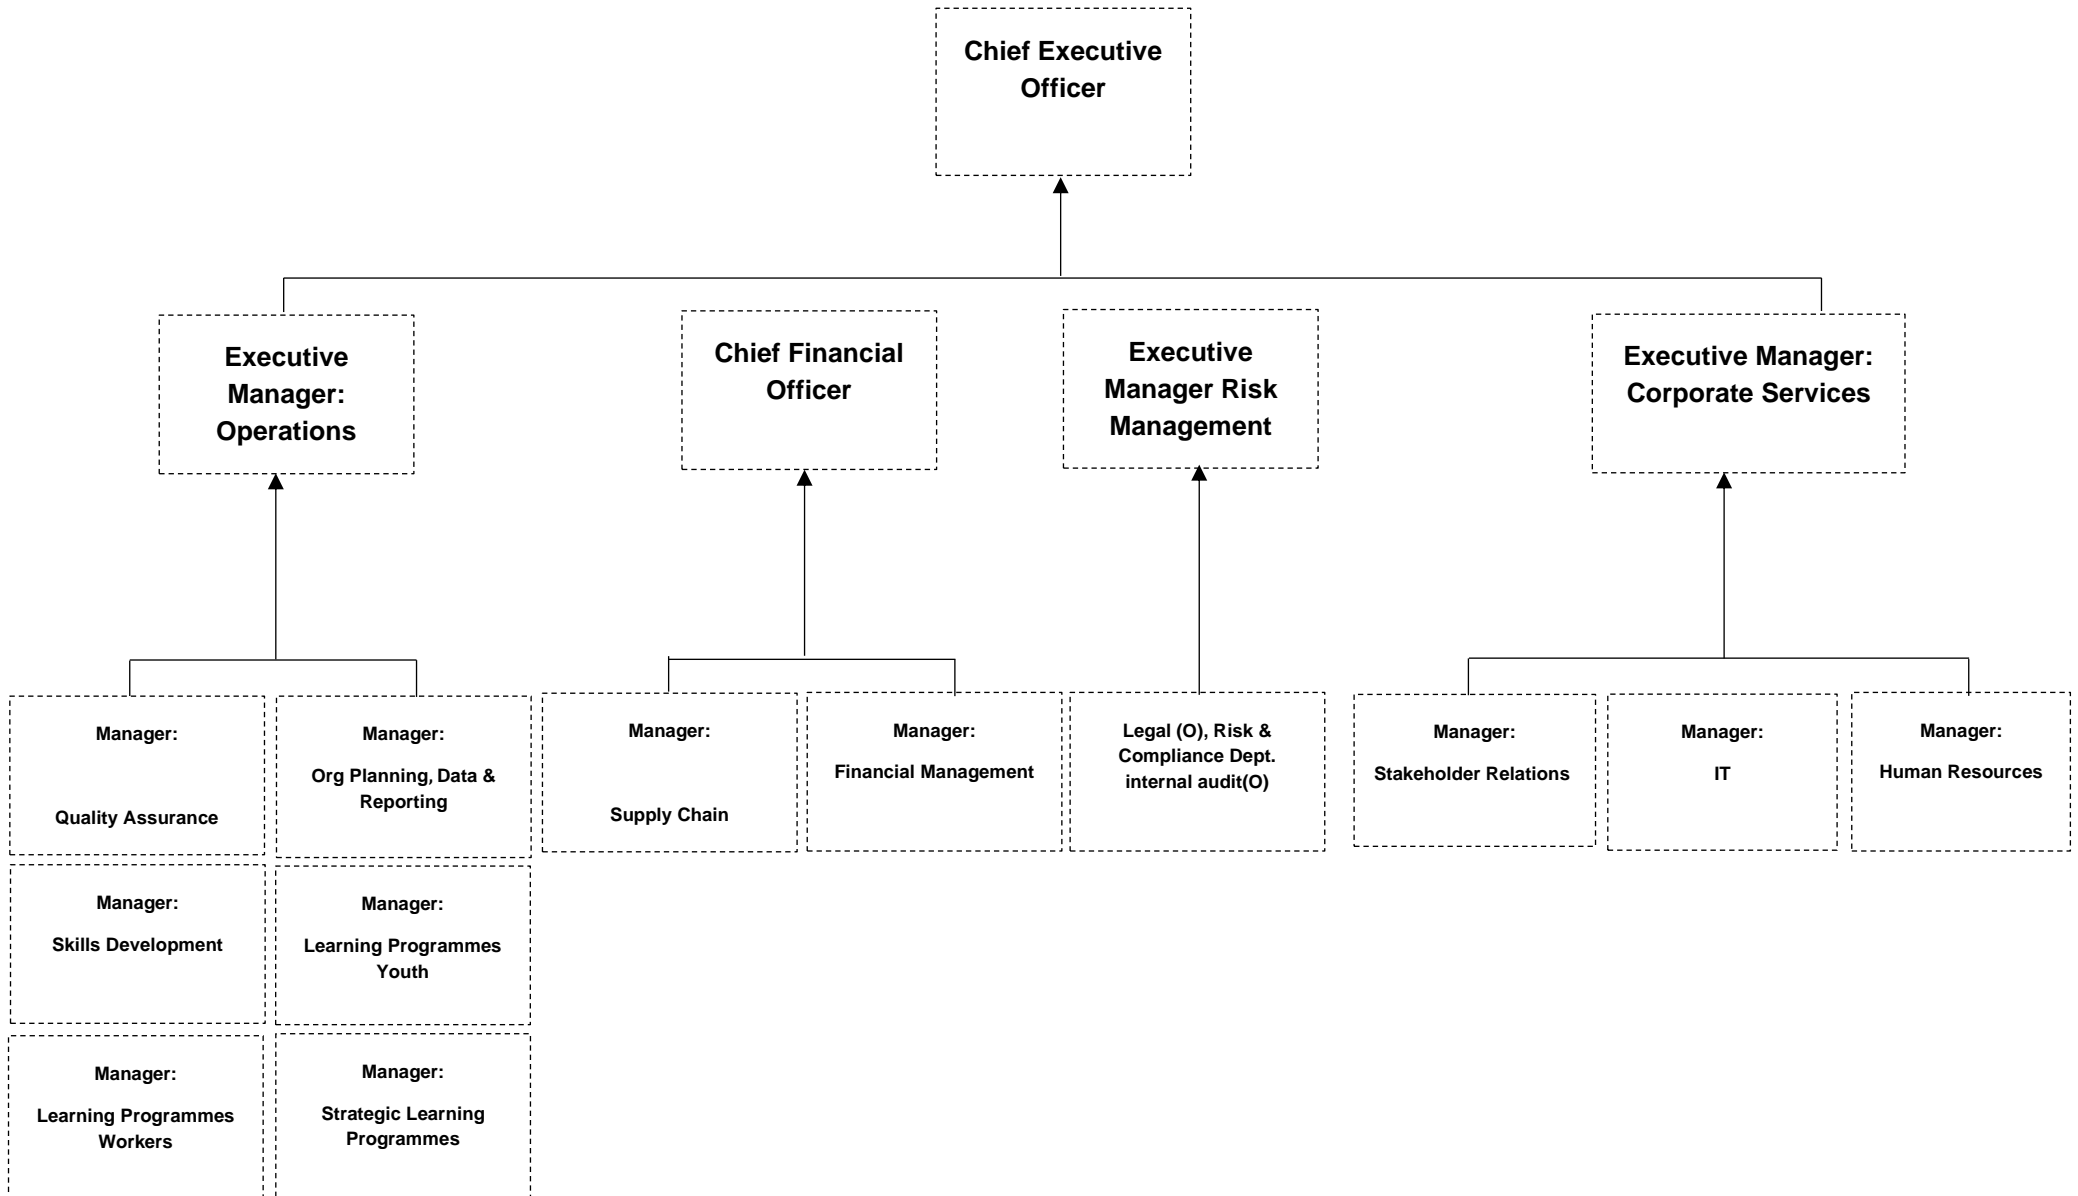 Chief Executive
Officer
Executive
Manager:
Operations
Chief Financial
Officer
Executive
Manager Risk
Management
Executive Manager:
Corporate Services
Manager:
Quality Assurance
Manager:
Org Planning, Data &
Reporting
Manager:
Supply Chain
Manager:
Financial Management
Legal (O), Risk &
Compliance Dept.
internal audit(O)
Manager:
Stakeholder Relations
Manager:
IT
Manager:
Human Resources
Manager:
Skills Development
Manager:
Learning Programmes
Youth
Manager:
Learning Programmes
Workers
Manager:
Strategic Learning
Programmes